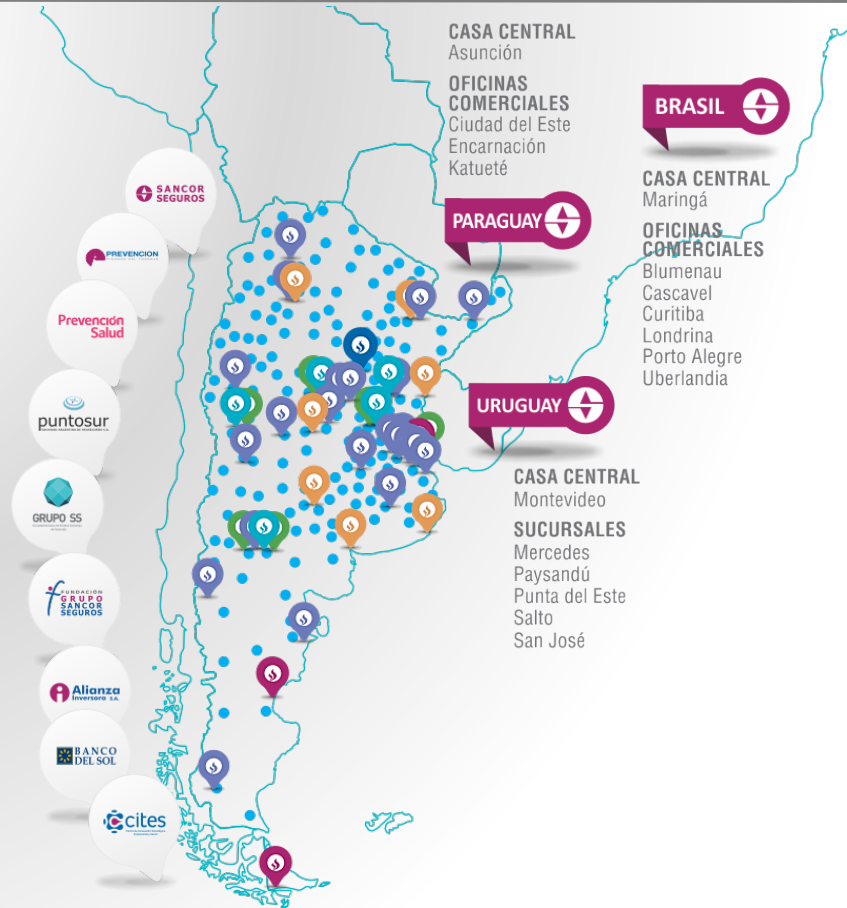 CASA CENTRAL
Asunción
OFICINAS
COMERCIALES
Ciudad del Este
Encarnación
Katueté
PARAGUAY
BRASIL
CASA CENTRAL
Maringá
OFICINAS
COMERCIALES
Blumenau
Cascavel
Curitiba
Londrina
Porto Alegre
Uberlandia
URUGUAY
CASA CENTRAL
Montevideo
SUCURSALES
Mercedes
Paysandú
Punta del Este
Salto
San José
SANCOR
SEGUROS
PREVENCION
Prevención
Salud
puntosur
GRUPO SS
FUNDACIÓN
GRUPO
SANCOR
SEGUROS
Alianza
Inversora S.A.
BANCO
DEL SOL
cites